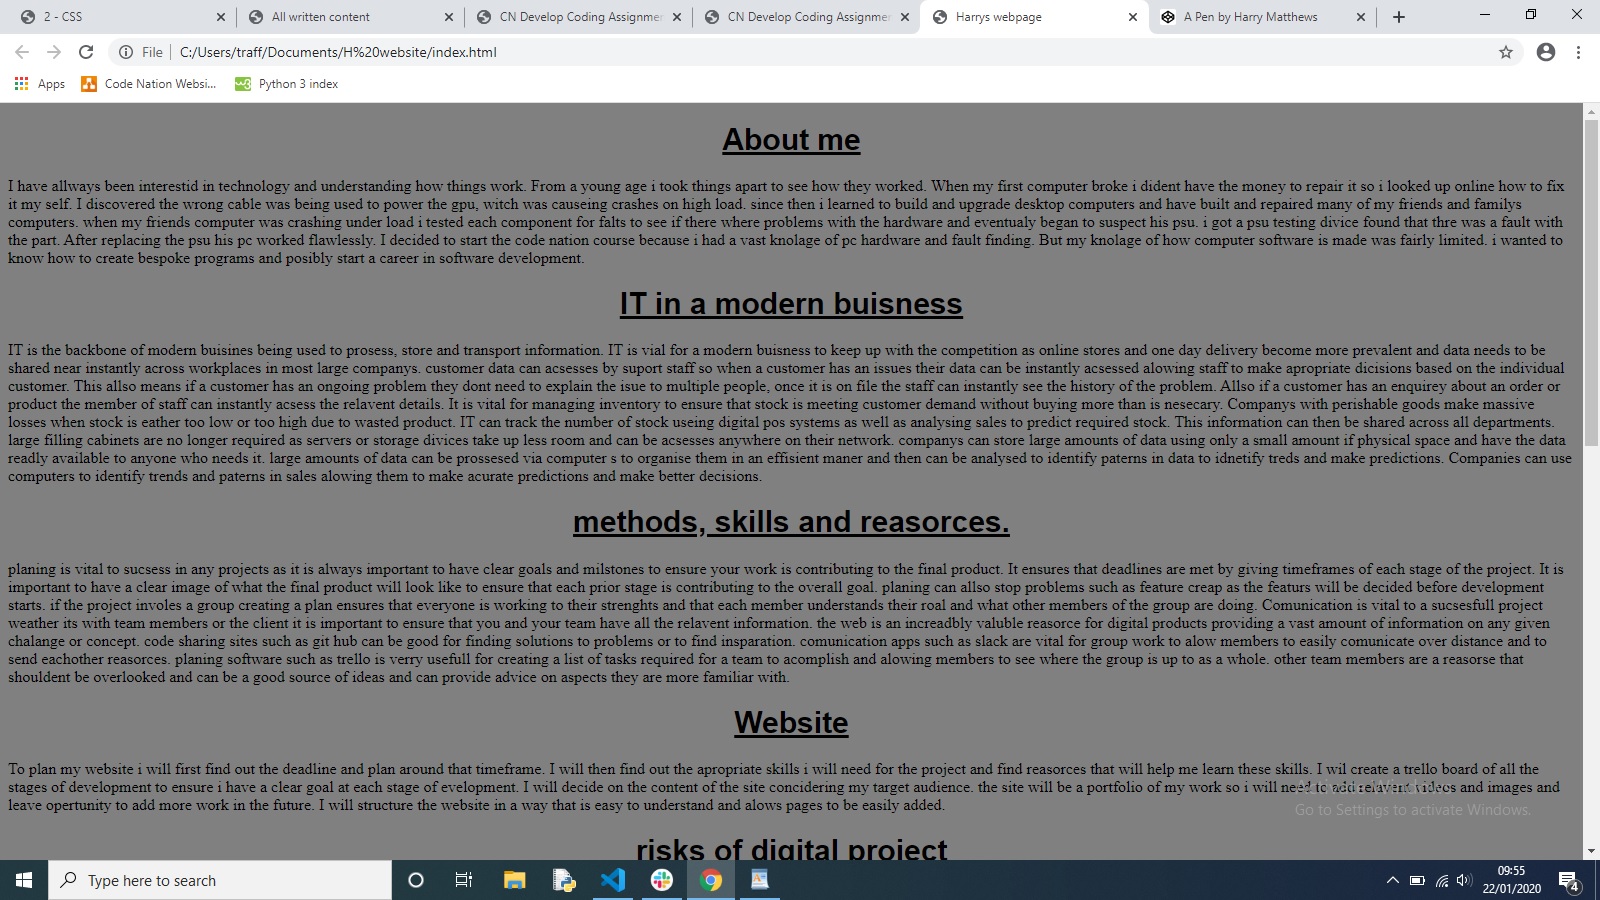 2 - CSS
All written content
CN Develop Coding Assignmen
CN Develop Coding Assignmen
Harrys webpage
A Pen by Harry Matthews
File
C:/Users/traff/Documents/H%20website/index.html
Apps
Code Nation Websi...
Python 3 index
About me
I have allways been interestid in technology and understanding how things work. From a young age i took things apart to see how they worked. When my first computer broke i dident have the money to repair it so i looked up online how to fix
it my self. I discovered the wrong cable was being used to power the gpu, witch was causeing crashes on high load. since then i learned to build and upgrade desktop computers and have built and repaired many of my friends and familys
computers. when my friends computer was crashing under load i tested each component for falts to see if there where problems with the hardware and eventualy began to suspect his psu. i got a psu testing divice found that thre was a fault with
the part. After replacing the psu his pc worked flawlessly. I decided to start the code nation course because i had a vast knolage of pc hardware and fault finding. But my knolage of how computer software is made was fairly limited. i wanted to
know how to create bespoke programs and posibly start a career in software development.
IT in a modern buisness
IT is the backbone of modern buisines being used to prosess, store and transport information. IT is vial for a modern buisness to keep up with the competition as online stores and one day delivery become more prevalent and data needs to be
shared near instantly across workplaces in most large companys. customer data can acsesses by suport staff so when a customer has an issues their data can be instantly acsessed alowing staff to make apropriate dicisions based on the individual
customer. This allso means if a customer has an ongoing problem they dont need to explain the isue to multiple people, once it is on file the staff can instantly see the history of the problem. Allso if a customer has an enquirey about an order or
product the member of staff can instantly acsess the relavent details. It is vital for managing inventory to ensure that stock is meeting customer demand without buying more than is nesecary. Companys with perishable goods make massive
losses when stock is eather too low or too high due to wasted product. IT can track the number of stock useing digital pos systems as well as analysing sales to predict required stock. This information can then be shared across all departments.
large filling cabinets are no longer required as servers or storage divices take up less room and can be acsesses anywhere on their network. companys can store large amounts of data using only a small amount if physical space and have the data
readly available to anyone who needs it. large amounts of data can be prossesed via computer s to organise them in an effisient maner and then can be analysed to identify paterns in data to idnetify treds and make predictions. Companies can use
computers to identify trends and paterns in sales alowing them to make acurate predictions and make better decisions.
methods, skills and reasorces.
planing is vital to sucsess in any projects as it is always important to have clear goals and milstones to ensure your work is contributing to the final product. It ensures that deadlines are met by giving timeframes of each stage of the project. It is
important to have a clear image of what the final product will look like to ensure that each prior stage is contributing to the overall goal. planing can allso stop problems such as feature creap as the featurs will be decided before development
starts. if the project involes a group creating a plan ensures that everyone is working to their strenghts and that each member understands their roal and what other members of the group are doing. Comunication is vital to a sucsesfull project
weather its with team members or the client it is important to ensure that you and your team have all the relavent information. the web is an increadbly valuble reasorce for digital products providing a vast amount of information on any given
chalange or concept. code sharing sites such as git hub can be good for finding solutions to problems or to find insparation. comunication apps such as slack are vital for group work to alow members to easily comunicate over distance and to
send eachother reasorces. planing software such as trello is verry usefull for creating a list of tasks required for a team to acomplish and alowing members to see where the group is up to as a whole. other team members are a reasorse that
shouldent be overlooked and can be a good source of ideas and can provide advice on aspects they are more familiar with.
Website
To plan my website i will first find out the deadline and plan around that timeframe. I will then find out the apropriate skills i will need for the project and find reasorces that will help me learn these skills. I wil create a trello board of all the
stages of development to ensure i have a clear goal at each stage of evelopment. I will decide on the content of the site concidering my target audience. the site will be a portfolio of my work so i will need to add relavent videos and images and
leave opertunity to add more work in the future. I will structure the website in a way that is easy to understand and alows pages to be easily added.
Activate Windows
Go to Settings to activate Windows.
risks of digital project
Type here to search
09:55
22/01/2020
4